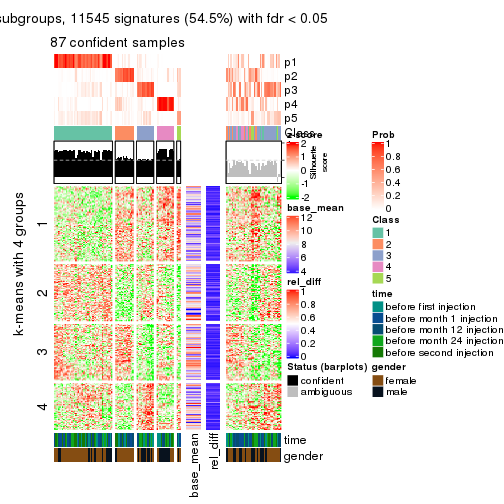 subgroups, 11545 signatures (54.5%) with fdr < 0.05
87 confident samples
p1
p2
p3
p4
p5
Class
Silhouette
score
k-means with 4 groups
1
2
3
4
z-score
2
1
0
-1
-2
base_mean
12
10
8
6
4
rel_diff
1
0.8
0.6
0.4
0.2
0
Status (barplots)
confident
ambiguous
Prob
1
0.8
0.6
0.4
0.2
0
Class
1
2
3
4
5
time
before first injection
before month 1 injection
before month 12 injection
before month 24 injection
before second injection
gender
female
male
time
gender
base_mean
rel_diff